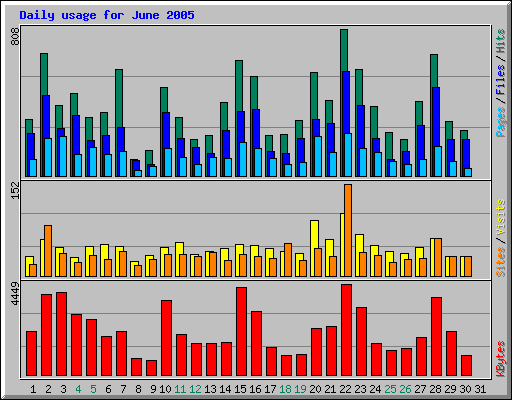 Daily usage for June 2005
808
Pages / Files / Hits
152
Sites / Visits
4449
KBytes
1 2 3 4 5 6 7 8 9 10 11 12 13 14 15 16 17 18 19 20 21 22 23 24 25 26 27 28 29 30 31